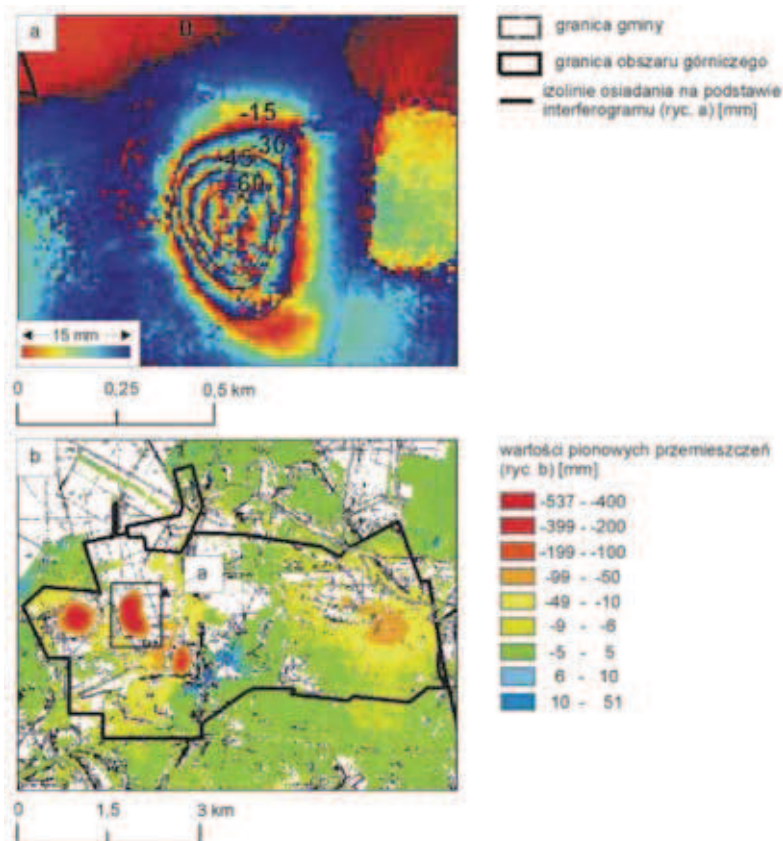 a
0
-15
-30
-45
-60
15 mm
0 0,25 0,5 km
granica gminy
granica obszaru górniczego
izolinie osiadania na podstawie
interferogramu (ryc. a) [mm]
b
a
0 1,5 3 km
wartości pionowych przemieszczeń
(ryc b) [mm]
-537 - -400
-399 - -200
-199 - -100
-99 - -50
-49 - -10
-9 - -6
-5 - 5
6 - 10
10 - 51